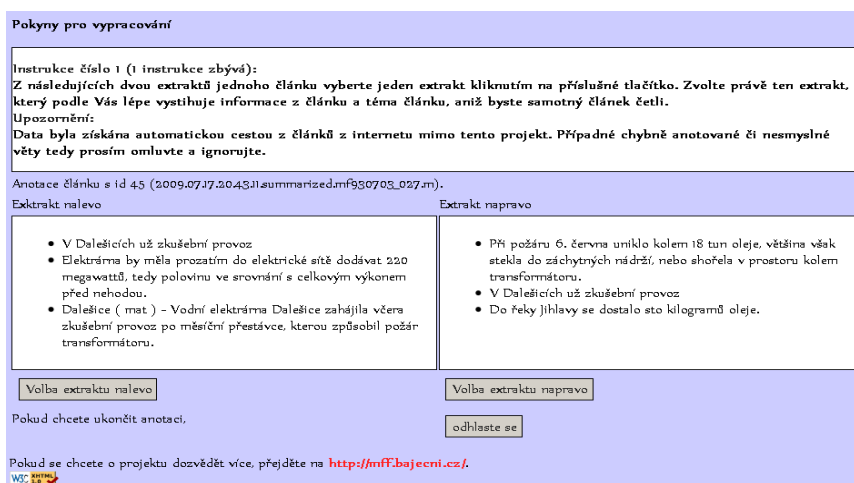 Pokyny pro vypracování
Instrukce číslo 1 (1 instrukce zbývá):
Z následujících dvou extraktů jednoho článku vyberte jeden extrakt kliknutím na příslušné tlačítko. Zvolte právě ten extrakt,
který podle Vás lépe vystihuje informace z článku a téma článku, aniž byste samotný článek četli.
Upozornění:
Data byla získána automatickou cestou z článků z internetu mimo tento projekt. Případné chybně anotované či nesmyslné
věty tedy prosím omluvte a ignorujte.
Anotace článku s id 45 (2009.07.17.20.43.11.summarized.mf930703_027.m).
Exktrakt nalevo
• V Dalešicích už zkušební provoz
• Elektrárna by měla prozatím do elektrické sítě dodávat 220
megawattů, tedy polovinu ve srovnání s celkovým výkonem
před nehodou.
• Dalešice ( mat ) - Vodní elektrárna Dalešice zahájila včera
zkušební provoz po měsíční přestávce, kterou způsobil požár
transformátoru.
Volba extraktu nalevo
Extrakt napravo
• Při požáru 6. června uniklo kolem 18 tun oleje, většina však
stekla do záchytných nádrží, nebo shořela v prostoru kolem
transformátoru.
• V Dalešicích už zkušební provoz
• Do řeky Jihlavy se dostalo sto kilogramů oleje.
Volba extraktu napravo
Pokud chcete ukončit anotaci,
odhlaste se
Pokud se chcete o projektu dozvědět více, přejděte na http://mff.bajecni.cz/.
W3C XHTML 1.0